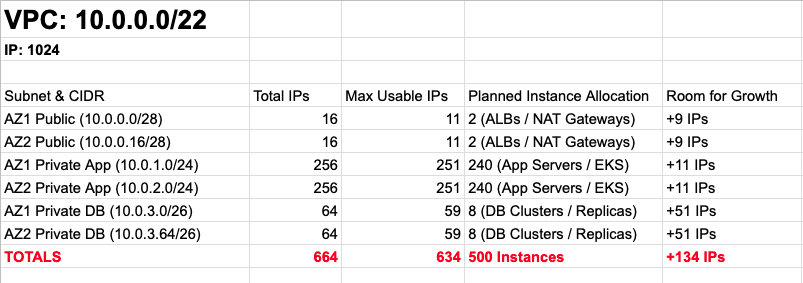 VPC: 10.0.0.0/22
IP: 1024
Subnet & CIDR Total IPs Max Usable IPs Planned Instance Allocation Room for Growth
AZ1 Public (10.0.0.0/28) 16 11 2 (ALBs / NAT Gateways) +9 IPs
AZ2 Public (10.0.0.16/28) 16 11 2 (ALBs / NAT Gateways) +9 IPs
AZ1 Private App (10.0.1.0/24) 256 251 240 (App Servers / EKS) +11 IPs
AZ2 Private App (10.0.2.0/24) 256 251 240 (App Servers / EKS) +11 IPs
AZ1 Private DB (10.0.3.0/26) 64 59 8 (DB Clusters / Replicas) +51 IPs
AZ2 Private DB (10.0.3.64/26) 64 59 8 (DB Clusters / Replicas) +51 IPs
TOTALS 664 634 500 Instances +134 IPs